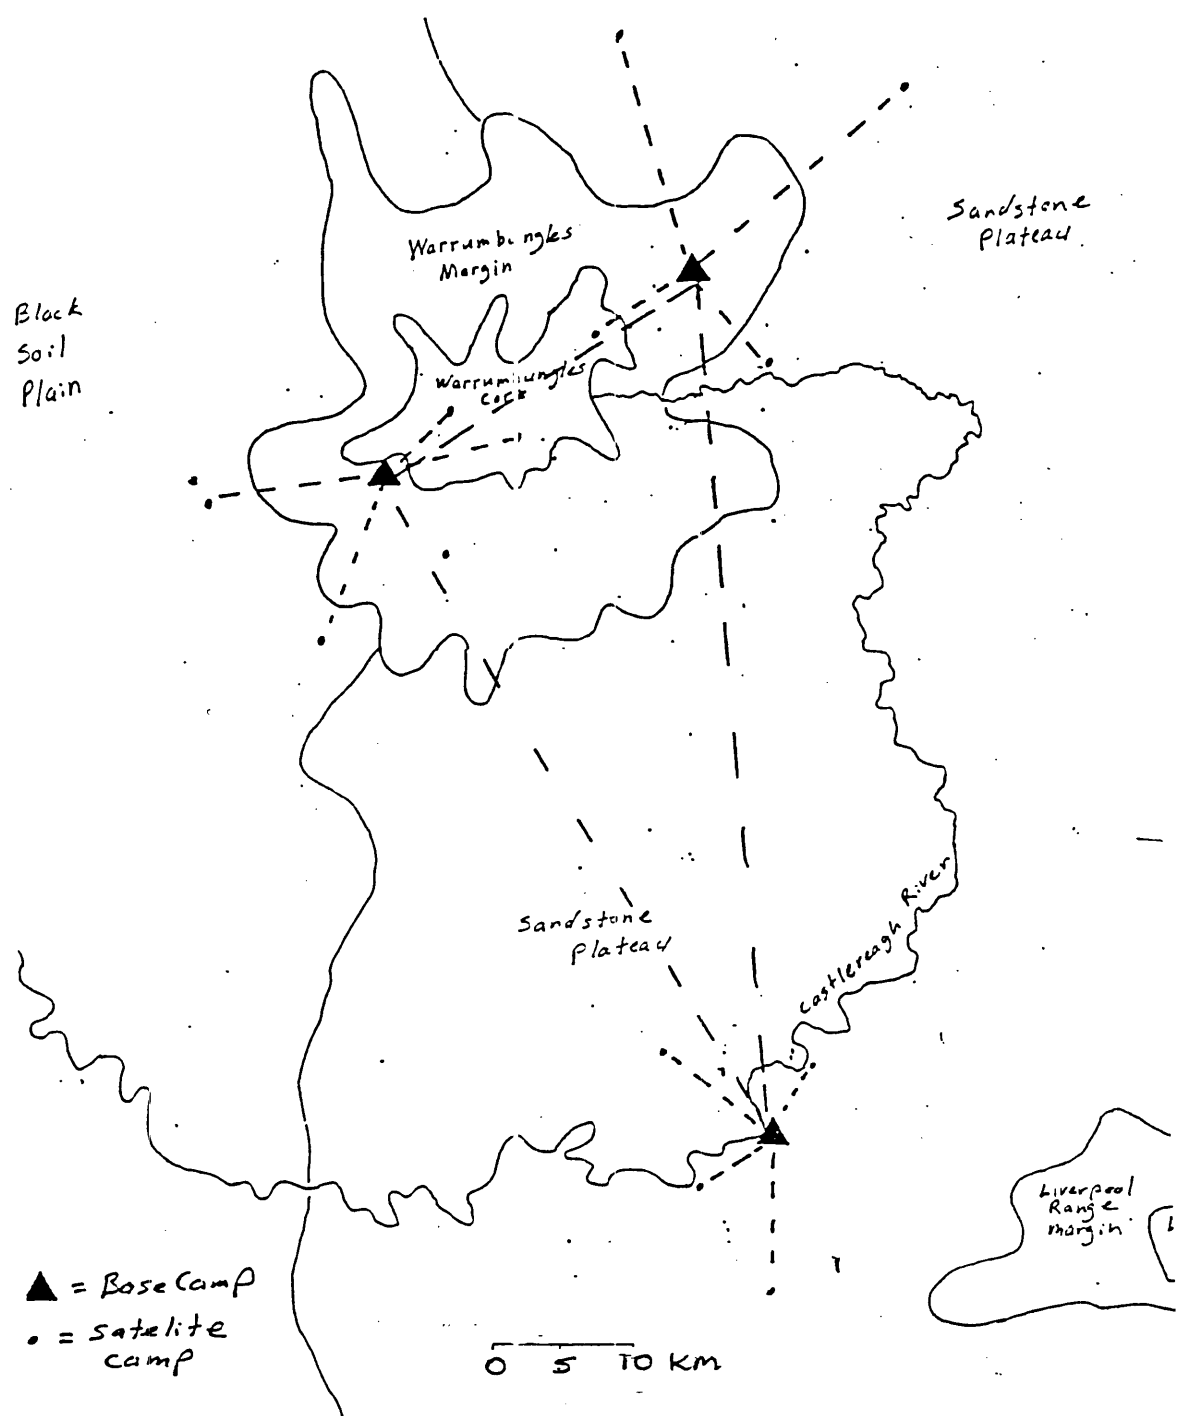 Sandstone
Plateau
Warrumbungles
Margin
Black
Soil
Plain
Warrumbungles
Core
Sandstone
Plateau
Castlereagh River
Liverpool
Range
margin
L
▲ = Base Camp
• = Satelite
camp
0 5 10 KM